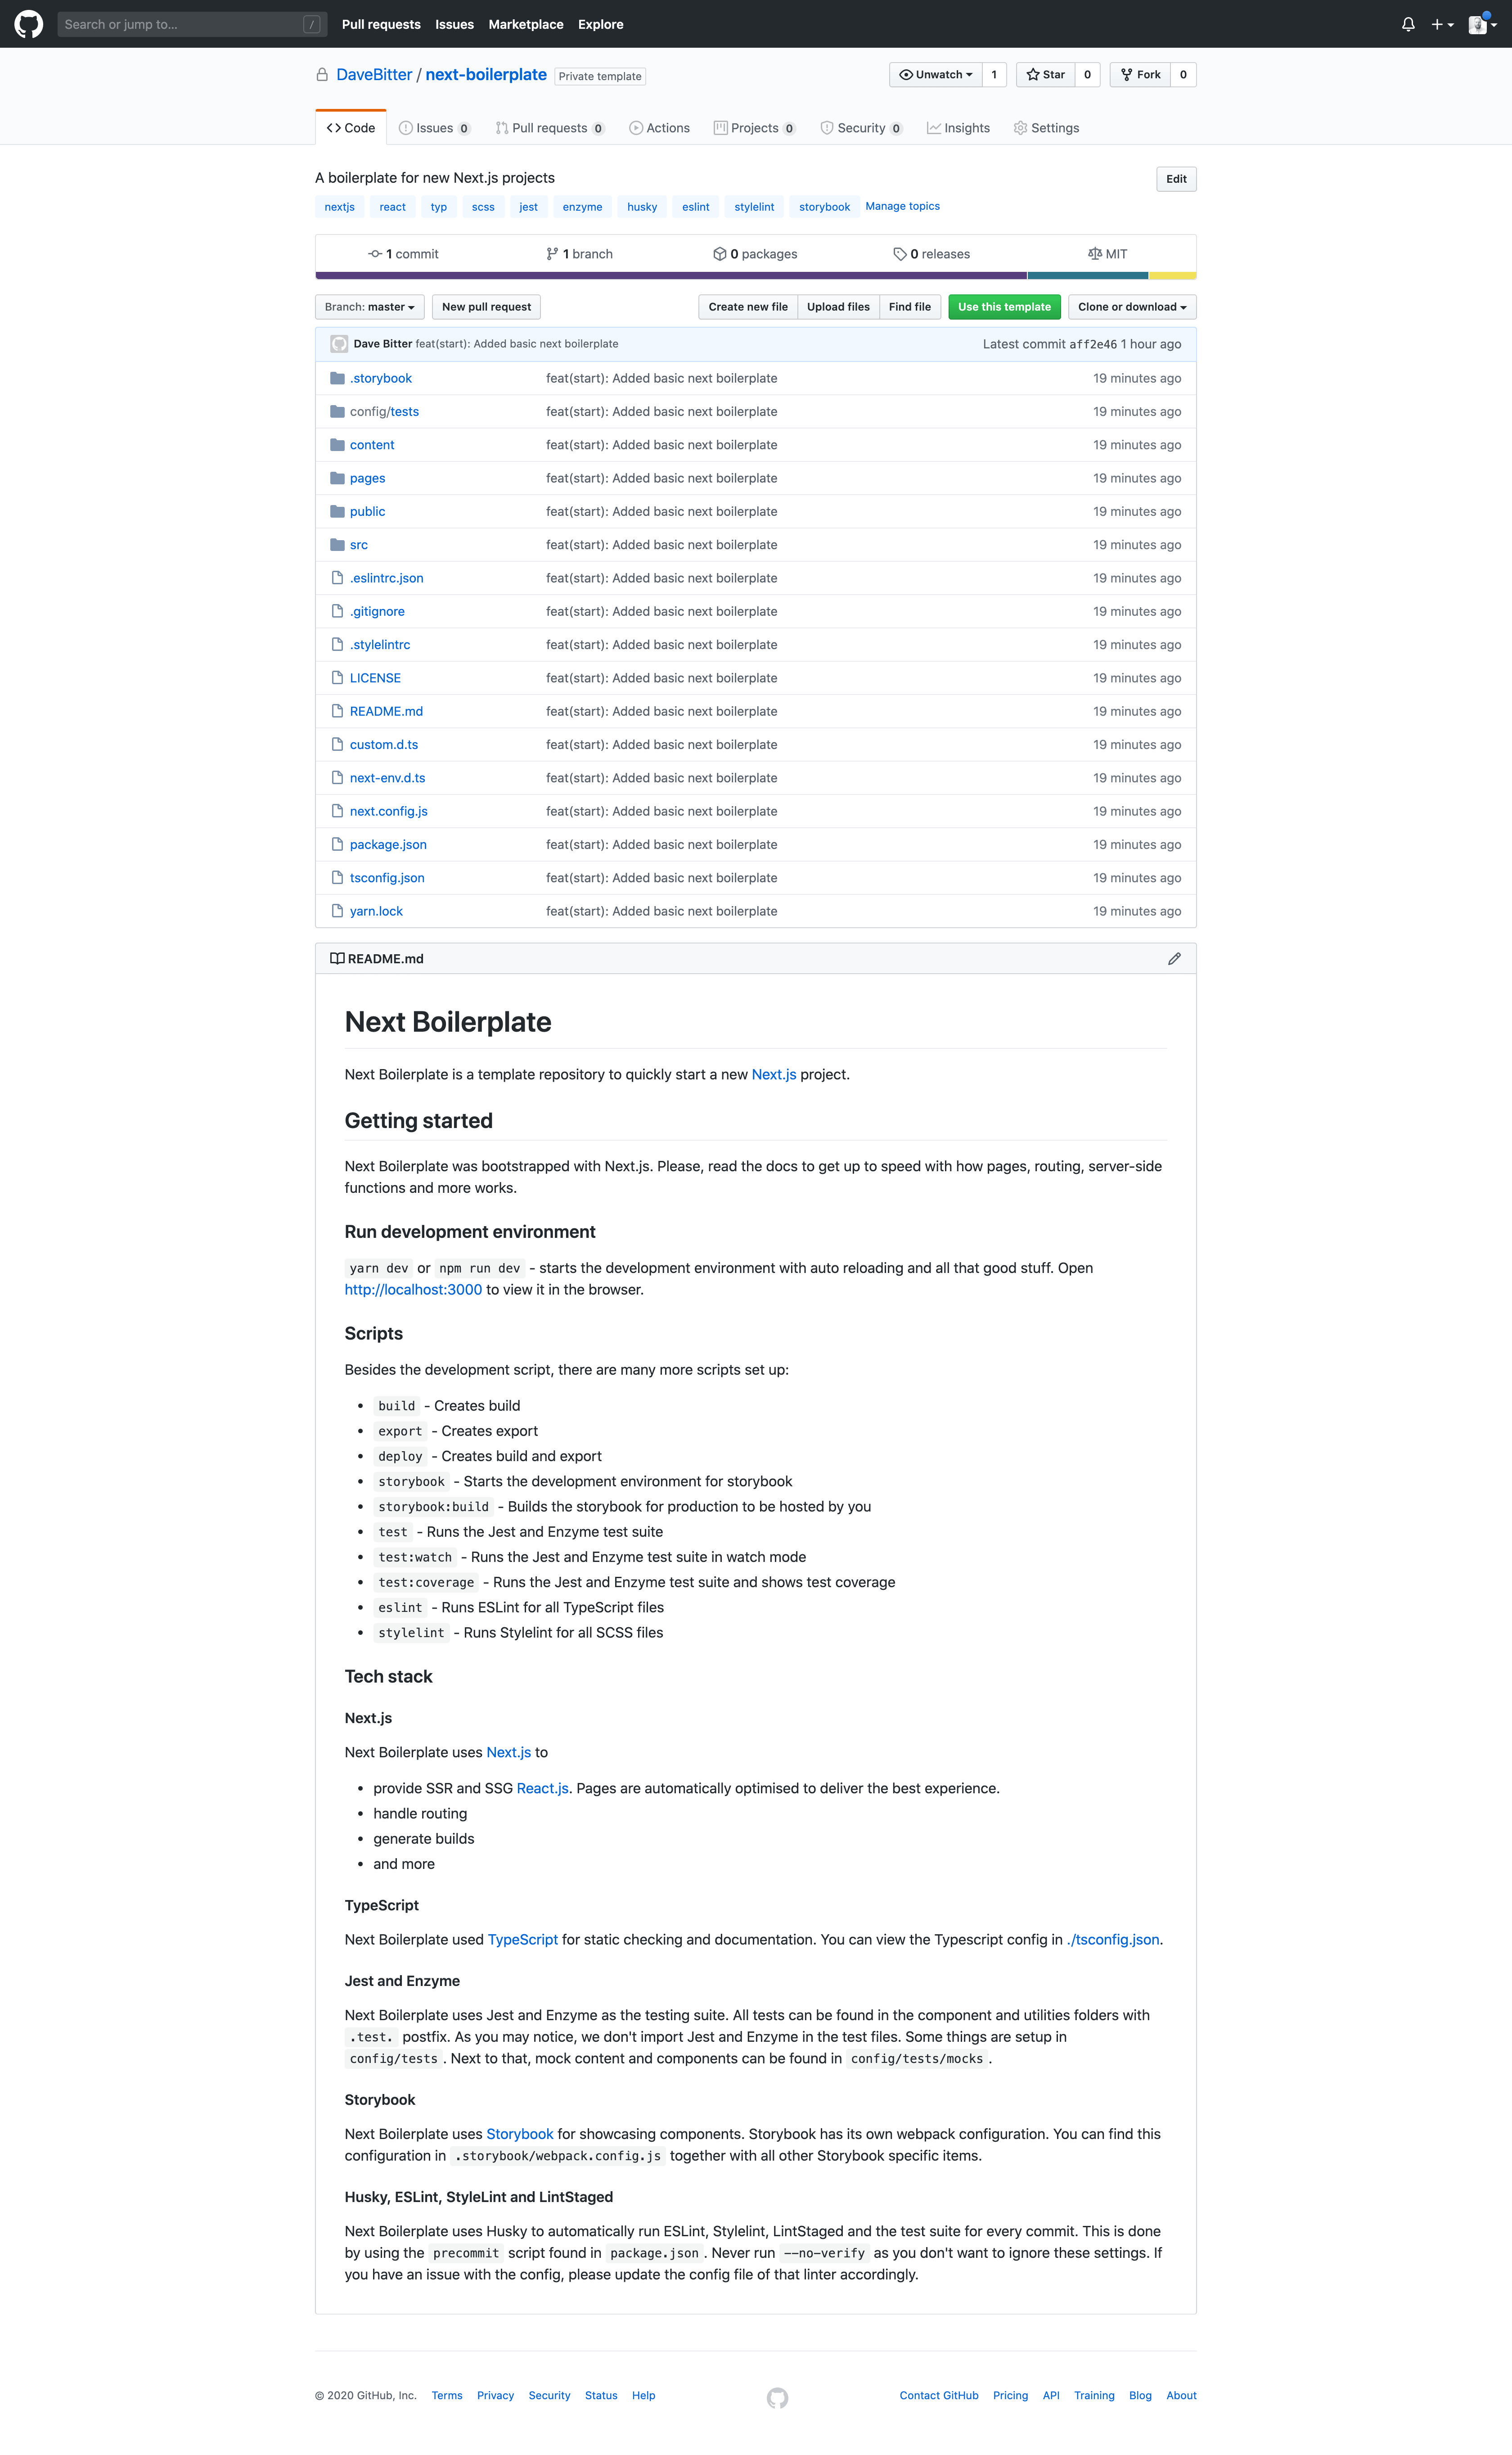 Search or jump to... /
Pull requests Issues Marketplace Explore
DaveBitter / next-boilerplate Private template
Unwatch 1 Star 0 Fork 0
Code Issues 0 Pull requests 0 Actions Projects 0 Security 0 Insights Settings
A boilerplate for new Next.js projects Edit
nextjs react typ scss jest enzyme husky eslint stylelint storybook Manage topics
1 commit 1 branch 0 packages 0 releases MIT
Branch: master New pull request Create new file Upload files Find file Use this template Clone or download
Dave Bitter feat(start): Added basic next boilerplate Latest commit aff2e46 1 hour ago
.storybook feat(start): Added basic next boilerplate 19 minutes ago
config/tests feat(start): Added basic next boilerplate 19 minutes ago
content feat(start): Added basic next boilerplate 19 minutes ago
pages feat(start): Added basic next boilerplate 19 minutes ago
public feat(start): Added basic next boilerplate 19 minutes ago
src feat(start): Added basic next boilerplate 19 minutes ago
.eslintrc.json feat(start): Added basic next boilerplate 19 minutes ago
.gitignore feat(start): Added basic next boilerplate 19 minutes ago
.stylelintrc feat(start): Added basic next boilerplate 19 minutes ago
LICENSE feat(start): Added basic next boilerplate 19 minutes ago
README.md feat(start): Added basic next boilerplate 19 minutes ago
custom.d.ts feat(start): Added basic next boilerplate 19 minutes ago
next-env.d.ts feat(start): Added basic next boilerplate 19 minutes ago
next.config.js feat(start): Added basic next boilerplate 19 minutes ago
package.json feat(start): Added basic next boilerplate 19 minutes ago
tsconfig.json feat(start): Added basic next boilerplate 19 minutes ago
yarn.lock feat(start): Added basic next boilerplate 19 minutes ago
README.md
Next Boilerplate
Next Boilerplate is a template repository to quickly start a new Next.js project.
Getting started
Next Boilerplate was bootstrapped with Next.js. Please, read the docs to get up to speed with how pages, routing, server-side
functions and more works.
Run development environment
yarn dev or npm run dev - starts the development environment with auto reloading and all that good stuff. Open
http://localhost:3000 to view it in the browser.
Scripts
Besides the development script, there are many more scripts set up:
• build - Creates build
• export - Creates export
• deploy - Creates build and export
• storybook - Starts the development environment for storybook
• storybook:build - Builds the storybook for production to be hosted by you
• test - Runs the Jest and Enzyme test suite
• test:watch - Runs the Jest and Enzyme test suite in watch mode
• test:coverage - Runs the Jest and Enzyme test suite and shows test coverage
• eslint - Runs ESLint for all TypeScript files
• stylelint - Runs Stylelint for all SCSS files
Tech stack
Next.js
Next Boilerplate uses Next.js to
• provide SSR and SSG React.js. Pages are automatically optimised to deliver the best experience.
• handle routing
• generate builds
• and more
TypeScript
Next Boilerplate used TypeScript for static checking and documentation. You can view the Typescript config in ./tsconfig.json.
Jest and Enzyme
Next Boilerplate uses Jest and Enzyme as the testing suite. All tests can be found in the component and utilities folders with
.test. postfix. As you may notice, we don't import Jest and Enzyme in the test files. Some things are setup in
config/tests. Next to that, mock content and components can be found in config/tests/mocks.
Storybook
Next Boilerplate uses Storybook for showcasing components. Storybook has its own webpack configuration. You can find this
configuration in .storybook/webpack.config.js together with all other Storybook specific items.
Husky, ESLint, StyleLint and LintStaged
Next Boilerplate uses Husky to automatically run ESLint, Stylelint, LintStaged and the test suite for every commit. This is done
by using the precommit script found in package.json. Never run --no-verify as you don't want to ignore these settings. If
you have an issue with the config, please update the config file of that linter accordingly.
© 2020 GitHub, Inc. Terms Privacy Security Status Help Contact GitHub Pricing API Training Blog About